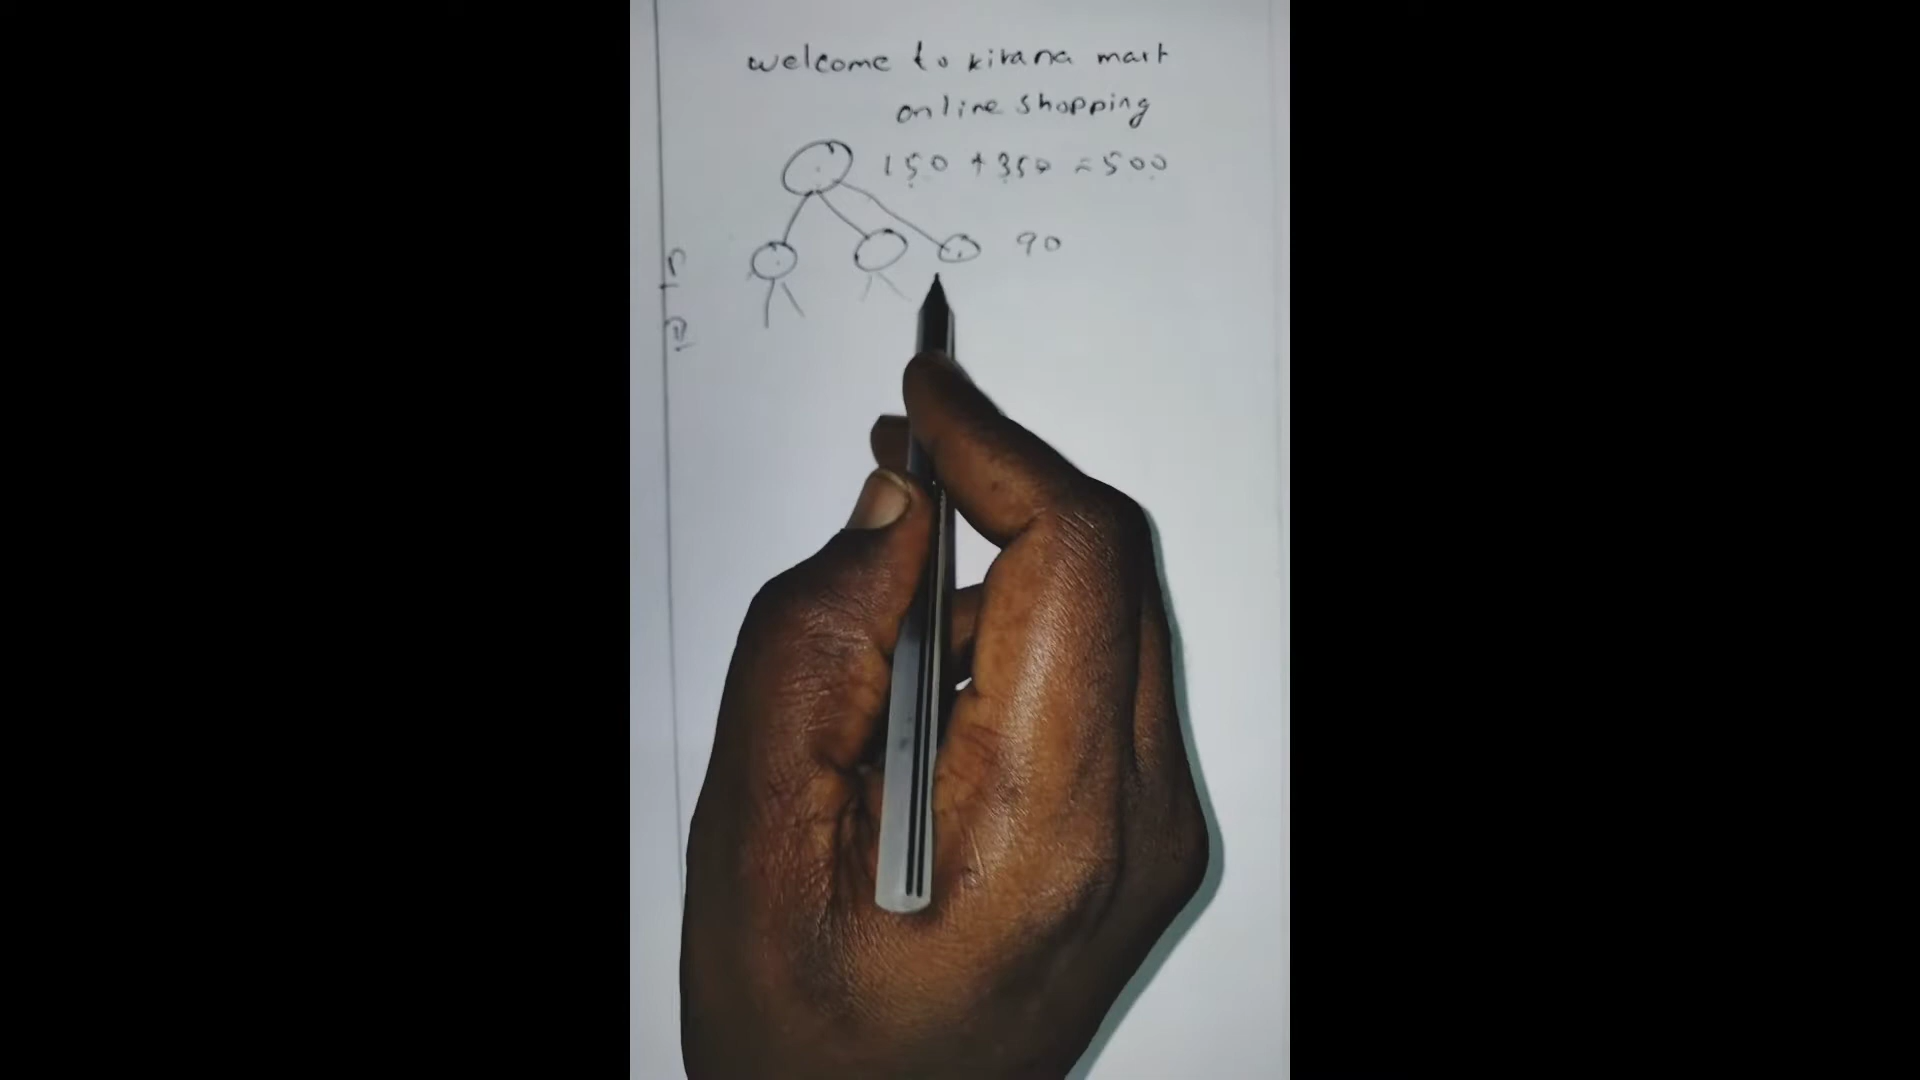 welcome to kirana mart
online shopping
150 + 350 = 500
90